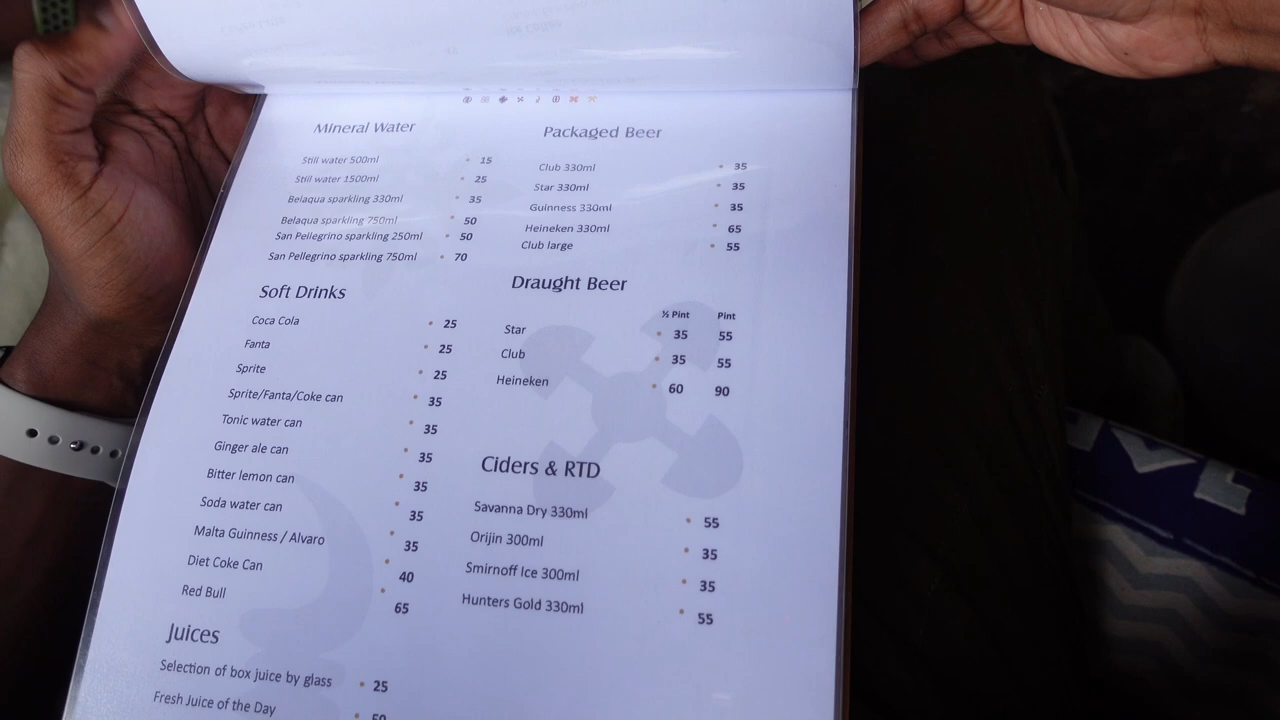 Mineral Water
Still water 500ml 15
Still water 1500ml 25
Belaqua sparkling 330ml 35
Belaqua sparkling 750ml 50
San Pellegrino sparkling 250ml 50
San Pellegrino sparkling 750ml 70
Soft Drinks
Coca Cola 25
Fanta 25
Sprite 25
Sprite/Fanta/Coke can 35
Tonic water can 35
Ginger ale can 35
Bitter lemon can 35
Soda water can 35
Malta Guinness / Alvaro 35
Diet Coke Can 40
Red Bull 65
Juices
Selection of box juice by glass 25
Fresh Juice of the Day
Packaged Beer
Club 330ml 35
Star 330ml 35
Guinness 330ml 35
Heineken 330ml 65
Club large 55
Draught Beer
½ Pint Pint
Star 35 55
Club 35 55
Heineken 60 90
Ciders & RTD
Savanna Dry 330ml 55
Orijin 300ml 35
Smirnoff Ice 300ml 35
Hunters Gold 330ml 55